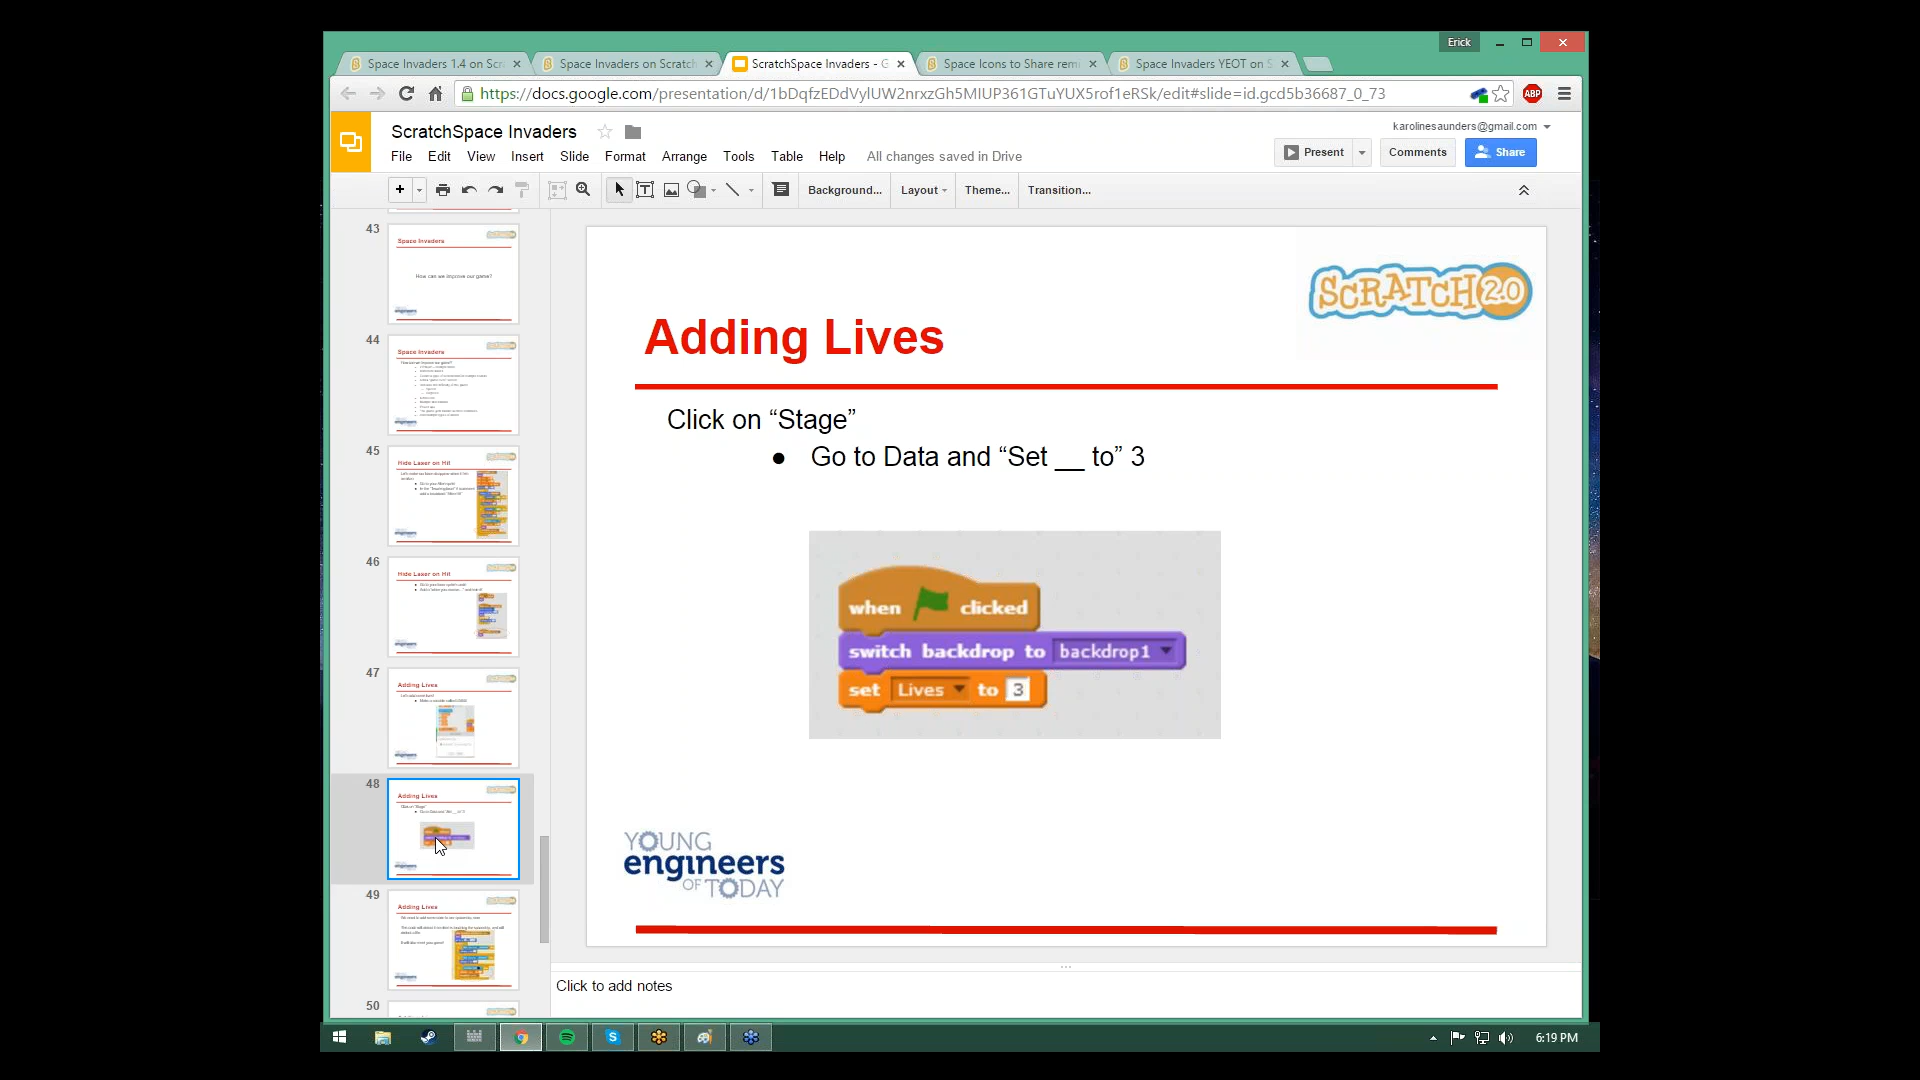 Erick
Space Invaders 1.4 on Scr
Space Invaders on Scratch
ScratchSpace Invaders - G
Space Icons to Share rem
Space Invaders YEOT on S
https://docs.google.com/presentation/d/1bDqfzEDdVylUW2nrxzGh5MIUP361GTuYUX5rof1eRSk/edit#slide=id.gcd5b36687_0_73
ABP
ScratchSpace Invaders
karolinesaunders@gmail.com
File Edit View Insert Slide Format Arrange Tools Table Help All changes saved in Drive
Present
Comments
Share
Background... Layout Theme... Transition...
43
Space Invaders
How can we improve our game?
44
Space Invaders
45
Hide Laser on Hit
46
Hide Laser on Hit
47
Adding Lives
48
Adding Lives
Click on "Stage"
49
Adding Lives
50
SCRATCH 2.0
Adding Lives
Click on “Stage”
● Go to Data and “Set __ to” 3
when clicked
switch backdrop to backdrop1
set Lives to 3
YOUNG
engineers
OF TODAY
Click to add notes
6:19 PM